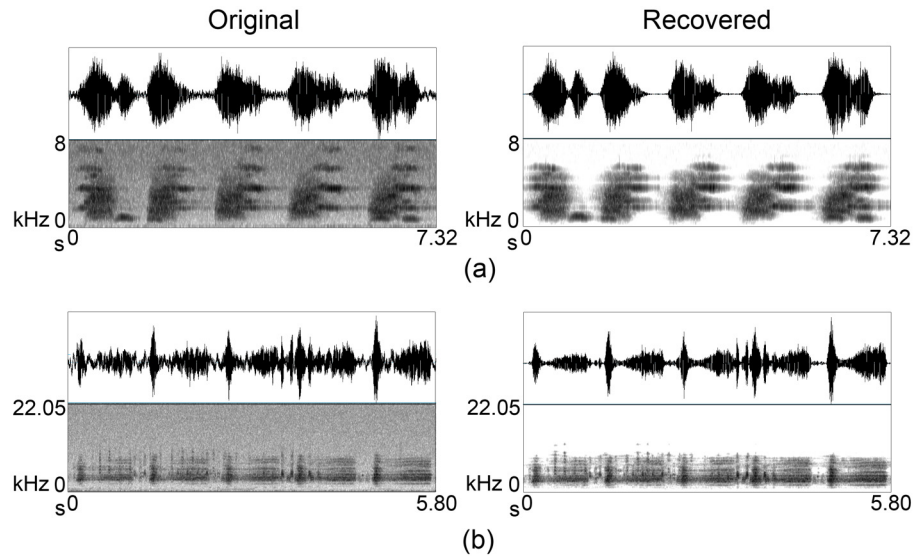 Original Recovered
8 8
kHz 0 kHz 0
s 0 7.32 s 0 7.32
(a)
22.05 22.05
kHz 0 kHz 0
s 0 5.80 s 0 5.80
(b)